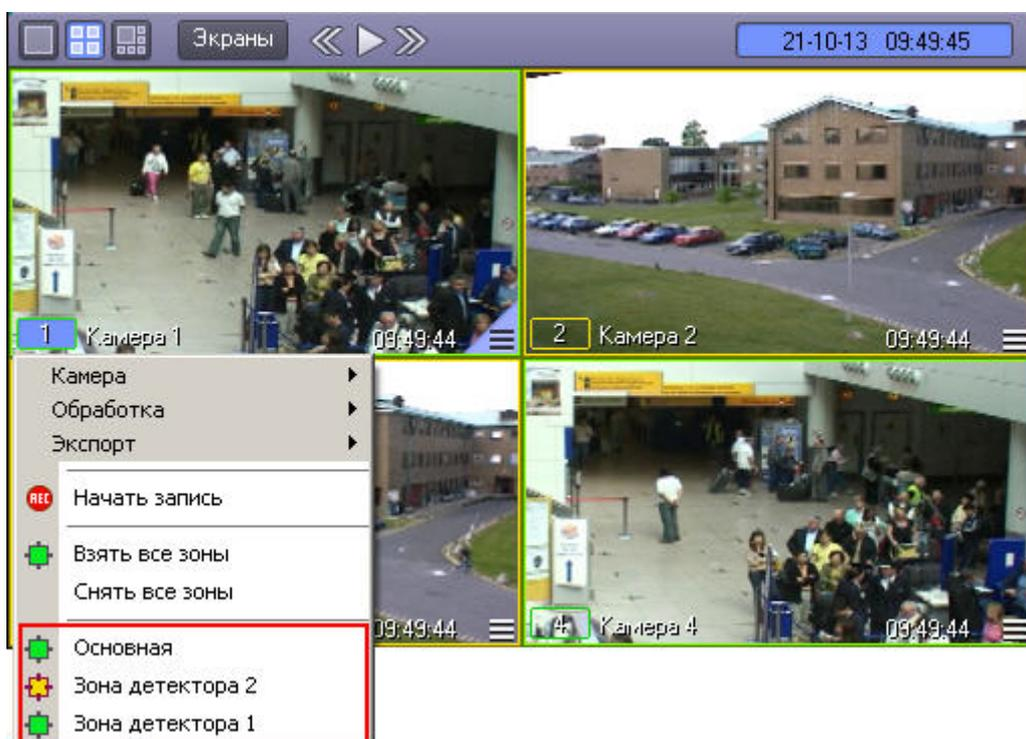 Экраны
21-10-13 09:49:45
1 Камера 1 09:49:44
2 Камера 2 09:49:44
Камера
Обработка
Экспорт
REC Начать запись
Взять все зоны
Снять все зоны
Основная
Зона детектора 2
Зона детектора 1
09:49:44
4 Камера 4 09:49:44